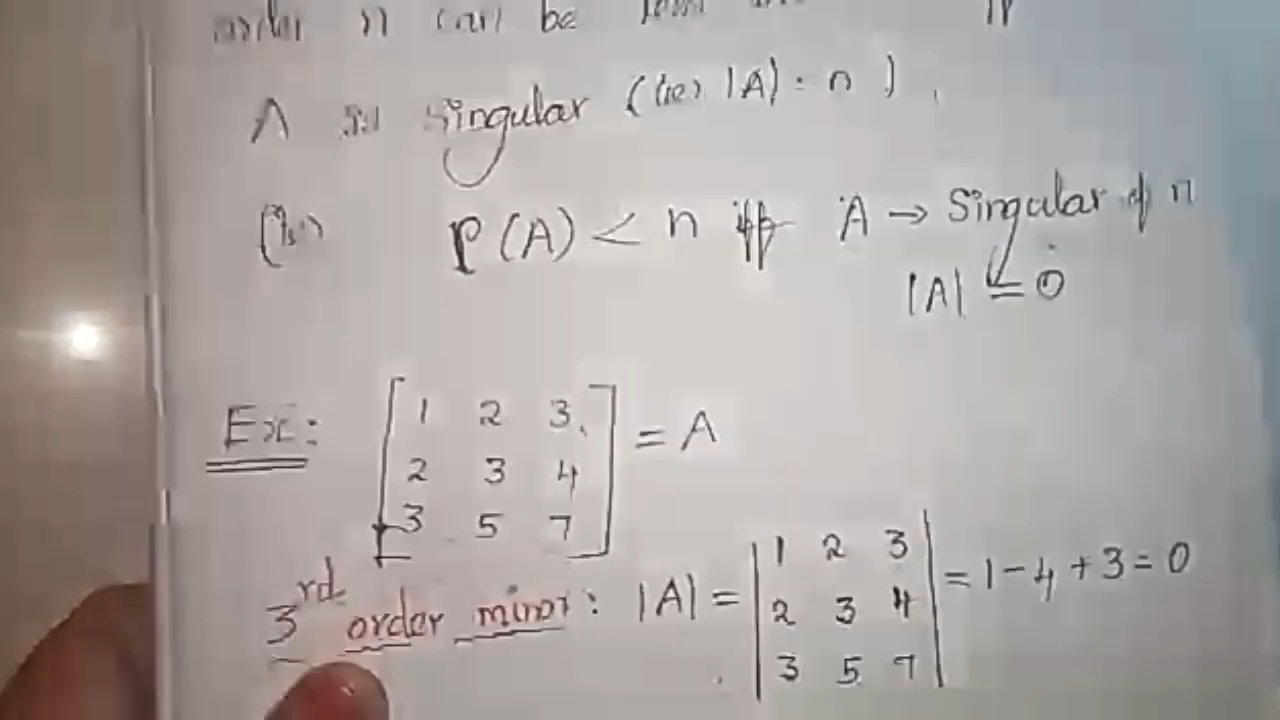 order n can be
A is singular (ie) |A| = n)
(ie) ρ(A) < n iff A → Singular of n
|A| = 0
Ex: [1 2 3
2 3 4
3 5 7] = A
3rd order minor: |A| = |1 2 3
2 3 4
3 5 7| = 1-4+3=0